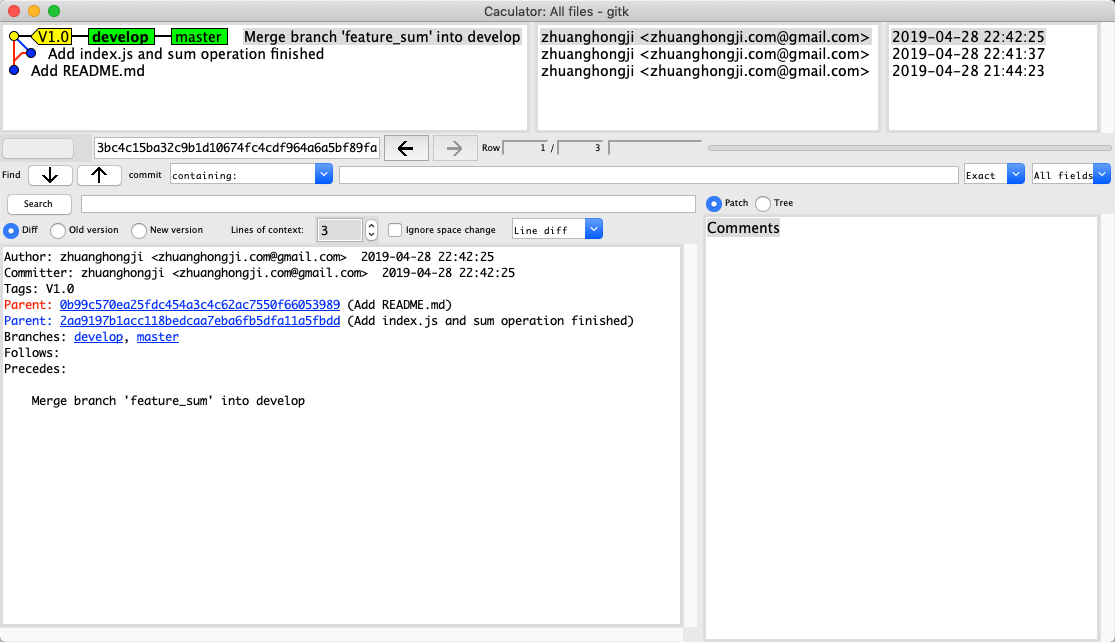 Caculator: All files - gitk
V1.0 develop master Merge branch 'feature_sum' into develop zhuanghongji <zhuanghongji.com@gmail.com> 2019-04-28 22:42:25
Add index.js and sum operation finished zhuanghongji <zhuanghongji.com@gmail.com> 2019-04-28 22:41:37
Add README.md zhuanghongji <zhuanghongji.com@gmail.com> 2019-04-28 21:44:23
3bc4c15ba32c9b1d10674fc4cdf964a6a5bf89fa Row 1 / 3
Find commit containing: Exact All fields
Search Patch Tree
Diff Old version New version Lines of context: 3 Ignore space change Line diff
Comments
Author: zhuanghongji <zhuanghongji.com@gmail.com> 2019-04-28 22:42:25
Committer: zhuanghongji <zhuanghongji.com@gmail.com> 2019-04-28 22:42:25
Tags: V1.0
Parent: 0b99c570ea25fdc454a3c4c62ac7550f66053989 (Add README.md)
Parent: 2aa9197b1acc118bedcaa7eba6fb5dfa11a5fbdd (Add index.js and sum operation finished)
Branches: develop, master
Follows:
Precedes:
Merge branch 'feature_sum' into develop